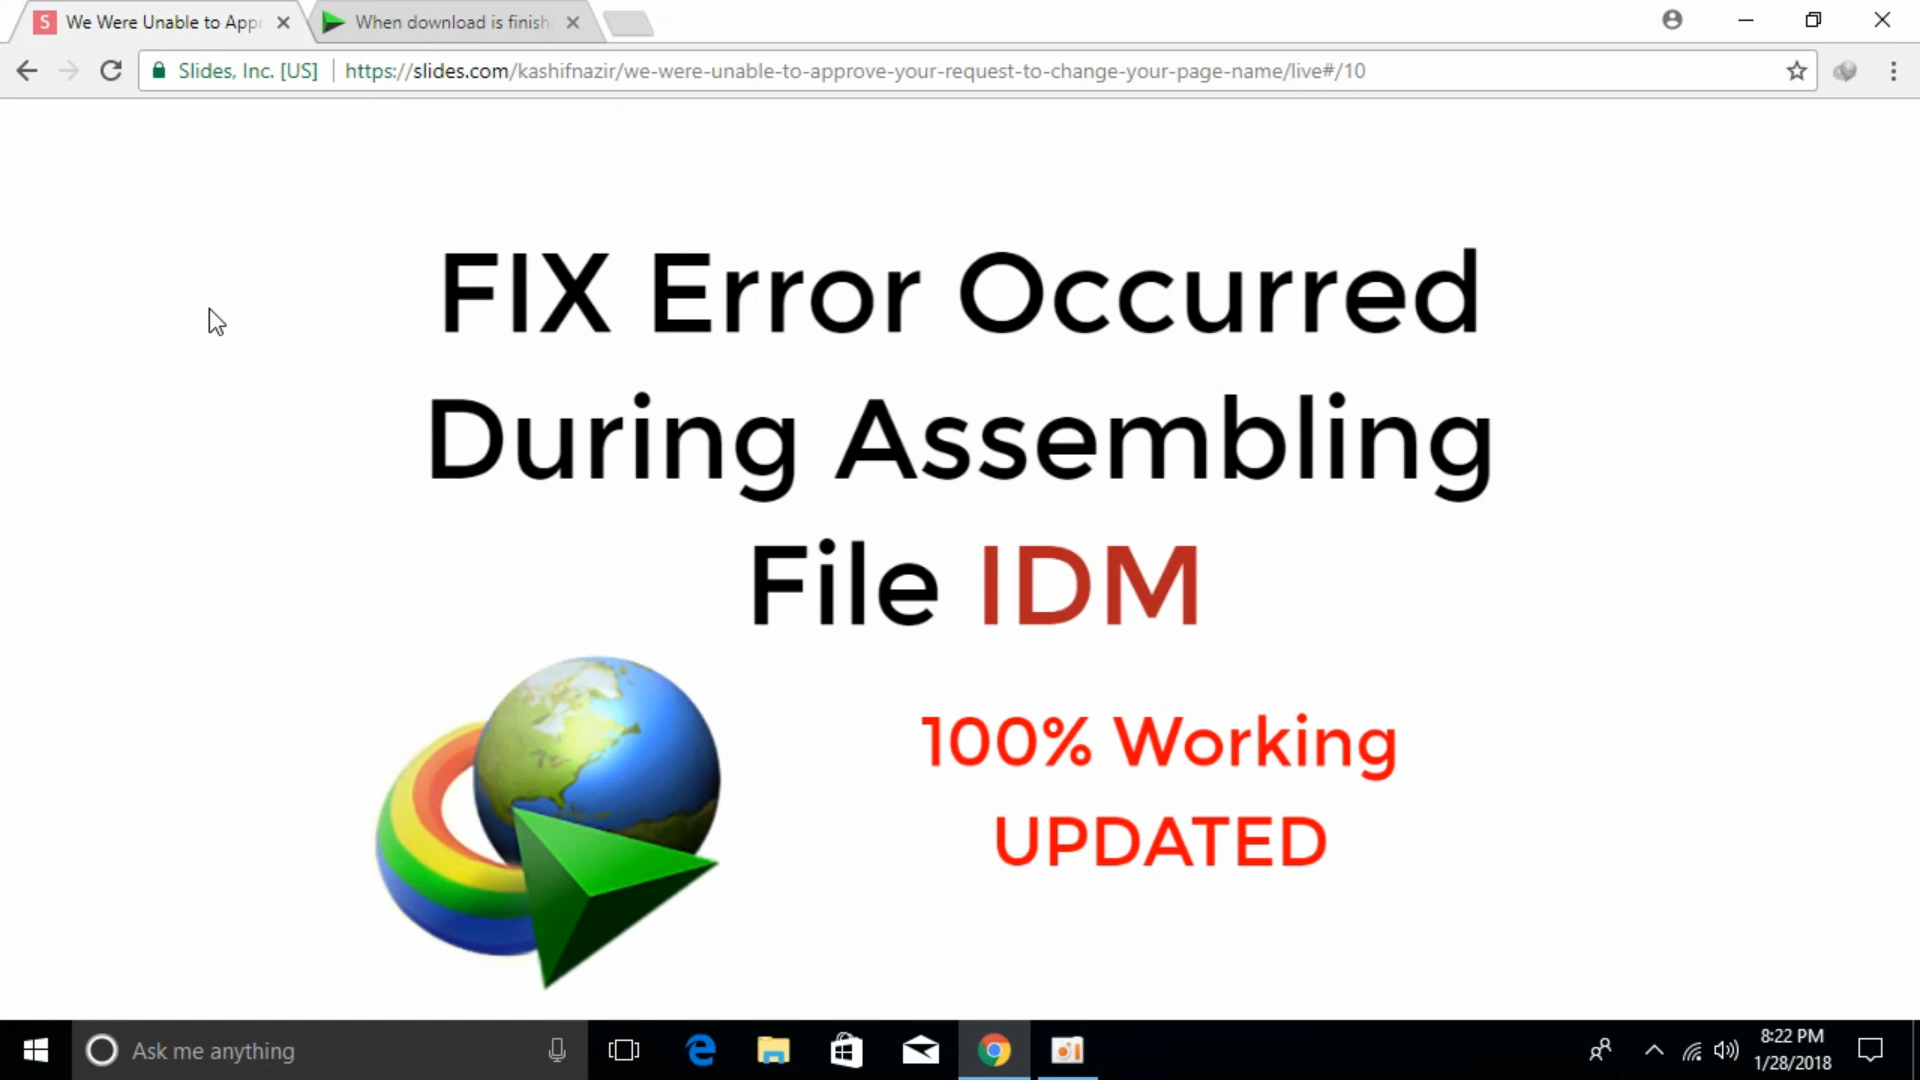 We Were Unable to App
When download is finish
Slides, Inc. [US]
https://slides.com/kashifnazir/we-were-unable-to-approve-your-request-to-change-your-page-name/live#/10
FIX Error Occurred
During Assembling
File IDM
100% Working
UPDATED
Ask me anything
8:22 PM
1/28/2018